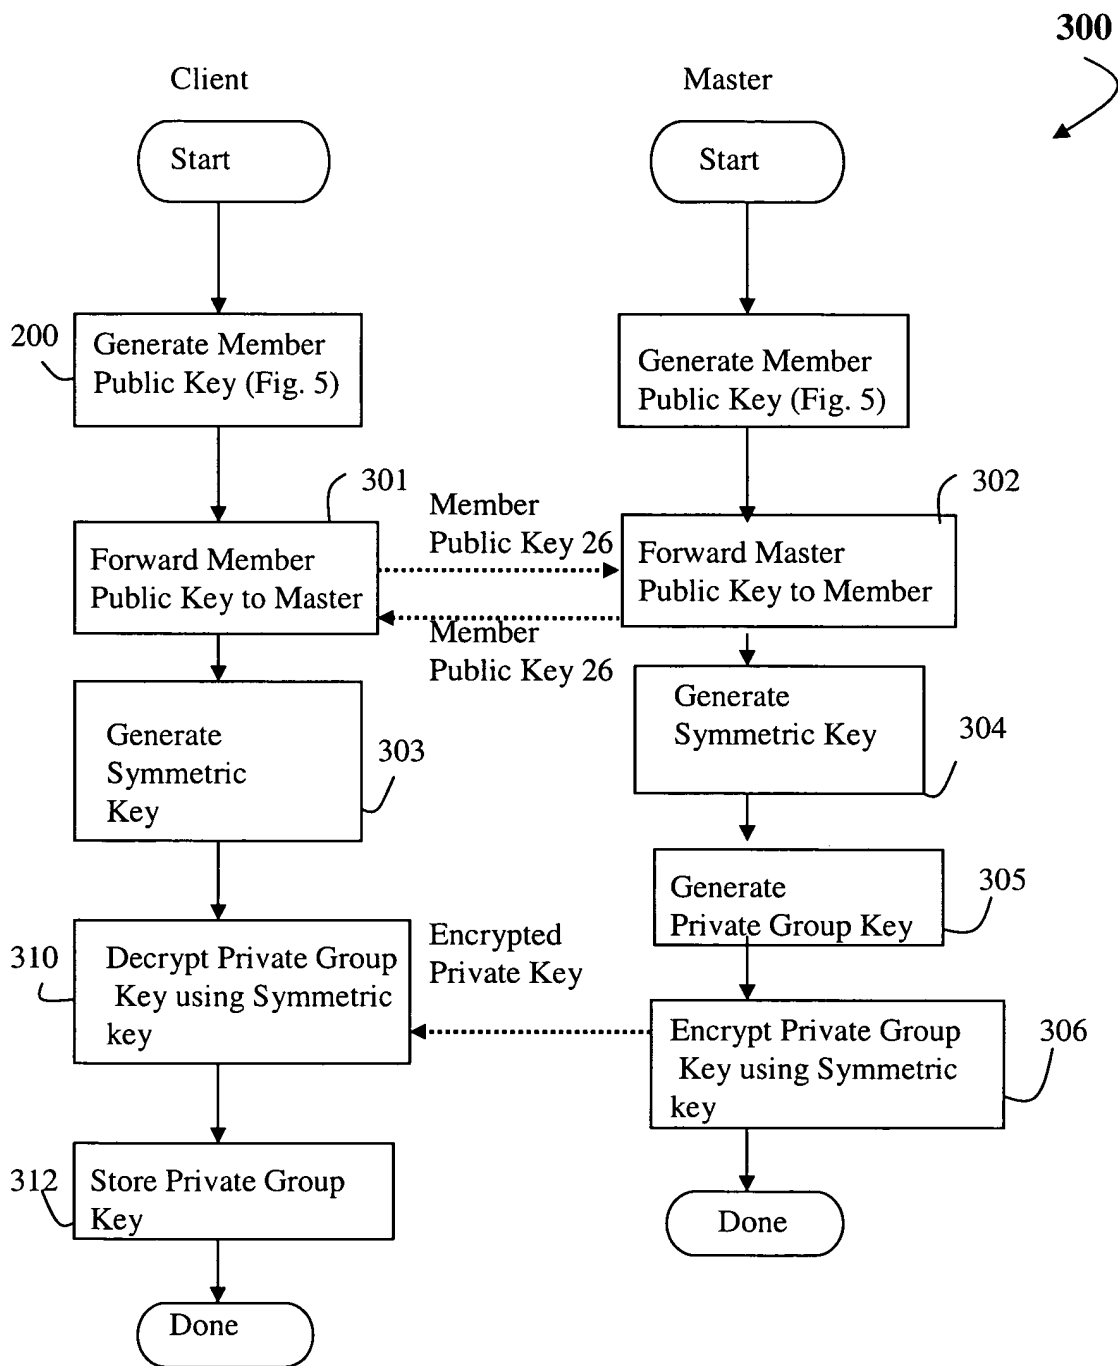 300
Client
Master
Start
Start
200
Generate Member
Public Key (Fig. 5)
Generate Member
Public Key (Fig. 5)
301
Member
Public Key 26
302
Forward Member
Public Key to Master
Forward Master
Public Key to Member
Member
Public Key 26
Generate
Symmetric
Key
303
Generate
Symmetric Key
304
Generate
Private Group Key
305
310
Decrypt Private Group
Key using Symmetric
key
Encrypted
Private Key
Encrypt Private Group
Key using Symmetric
key
306
312
Store Private Group
Key
Done
Done